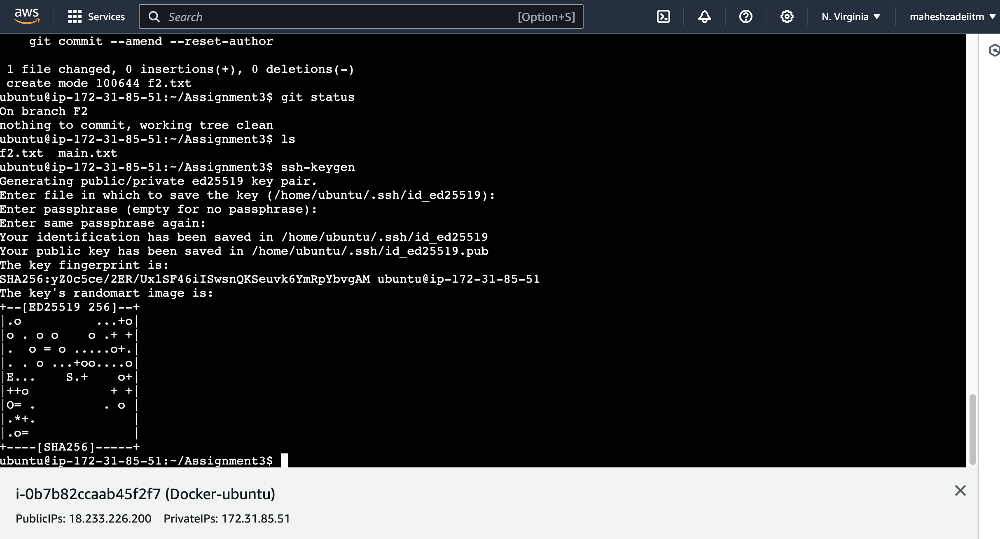 aws Services Search [Option+S] N. Virginia maheshzadeiitm
    git commit --amend --reset-author
 1 file changed, 0 insertions(+), 0 deletions(-)
 create mode 100644 f2.txt
ubuntu@ip-172-31-85-51:~/Assignment3$ git status
On branch F2
nothing to commit, working tree clean
ubuntu@ip-172-31-85-51:~/Assignment3$ ls
f2.txt  main.txt
ubuntu@ip-172-31-85-51:~/Assignment3$ ssh-keygen
Generating public/private ed25519 key pair.
Enter file in which to save the key (/home/ubuntu/.ssh/id_ed25519):
Enter passphrase (empty for no passphrase):
Enter same passphrase again:
Your identification has been saved in /home/ubuntu/.ssh/id_ed25519
Your public key has been saved in /home/ubuntu/.ssh/id_ed25519.pub
The key fingerprint is:
SHA256:yZ0c5ce/2ER/UxlSF46iISwsnQKSeuvk6YmRpYbvgAM ubuntu@ip-172-31-85-51
The key's randomart image is:
+--[ED25519 256]--+
|.o          ...+o|
|o . o o    o .+ +|
|.  o = o .....o+.|
|. . o ...+oo....o|
|E...    S.+    o+|
|++o           + +|
|O= .         . o |
|.*+.             |
|.o=              |
+----[SHA256]-----+
ubuntu@ip-172-31-85-51:~/Assignment3$
i-0b7b82ccaab45f2f7 (Docker-ubuntu)
PublicIPs: 18.233.226.200 PrivateIPs: 172.31.85.51